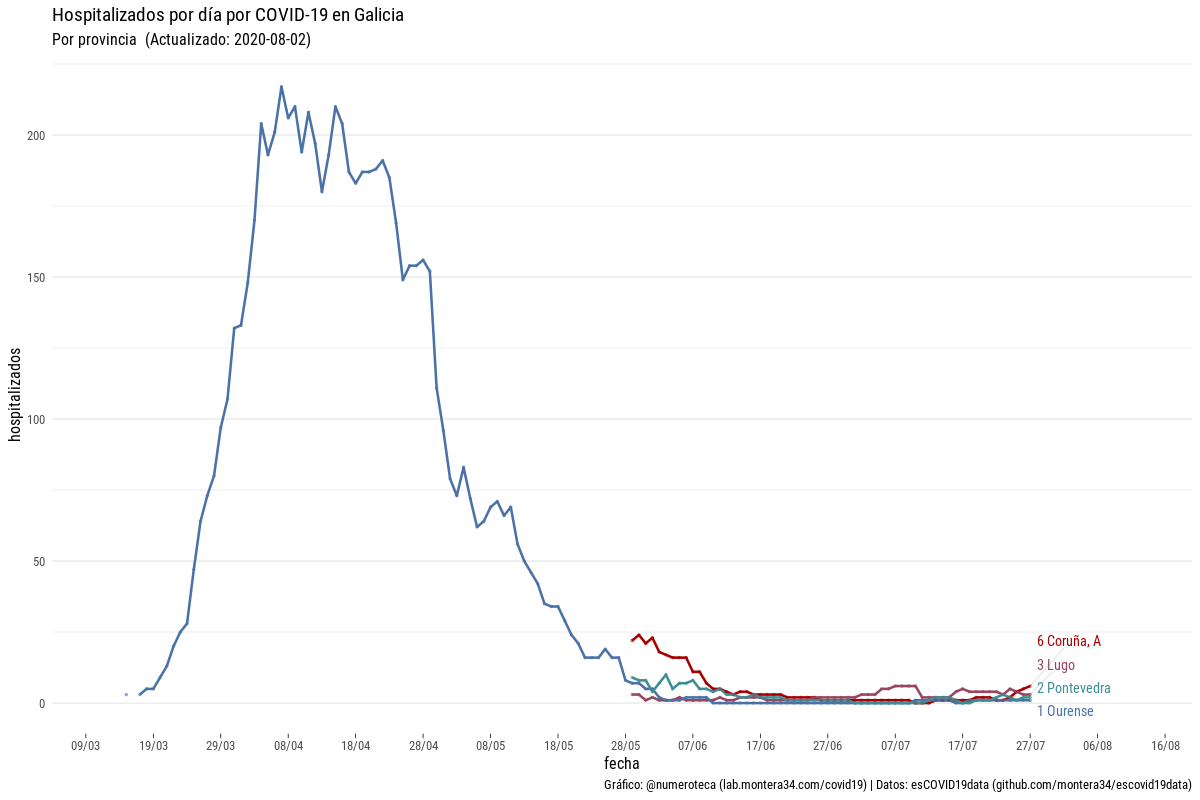 Hospitalizados por día por COVID-19 en Galicia
Por provincia (Actualizado: 2020-08-02)
hospitalizados
200
150
100
50
0
6 Coruña, A
3 Lugo
2 Pontevedra
1 Ourense
09/03 19/03 29/03 08/04 18/04 28/04 08/05 18/05 28/05 07/06 17/06 27/06 07/07 17/07 27/07 06/08 16/08
fecha
Gráfico: @numeroteca (lab.montera34.com/covid19) | Datos: esCOVID19data (github.com/montera34/escovid19data)